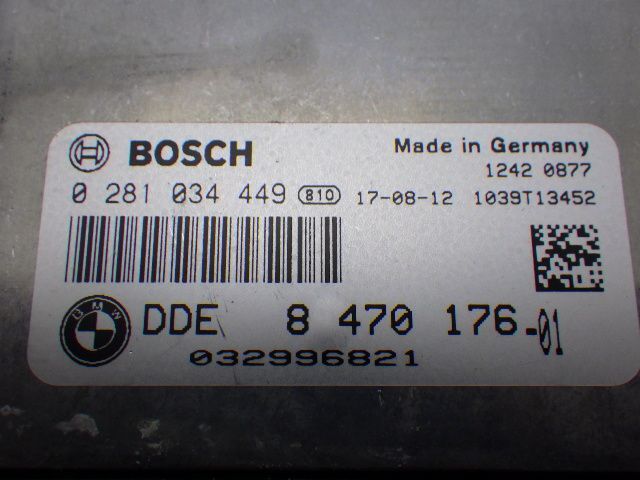 BOSCH Made in Germany
1242 0877
0 281 034 449 810 17-08-12 1039T13452
BMW DDE 8 470 176-01
032996821